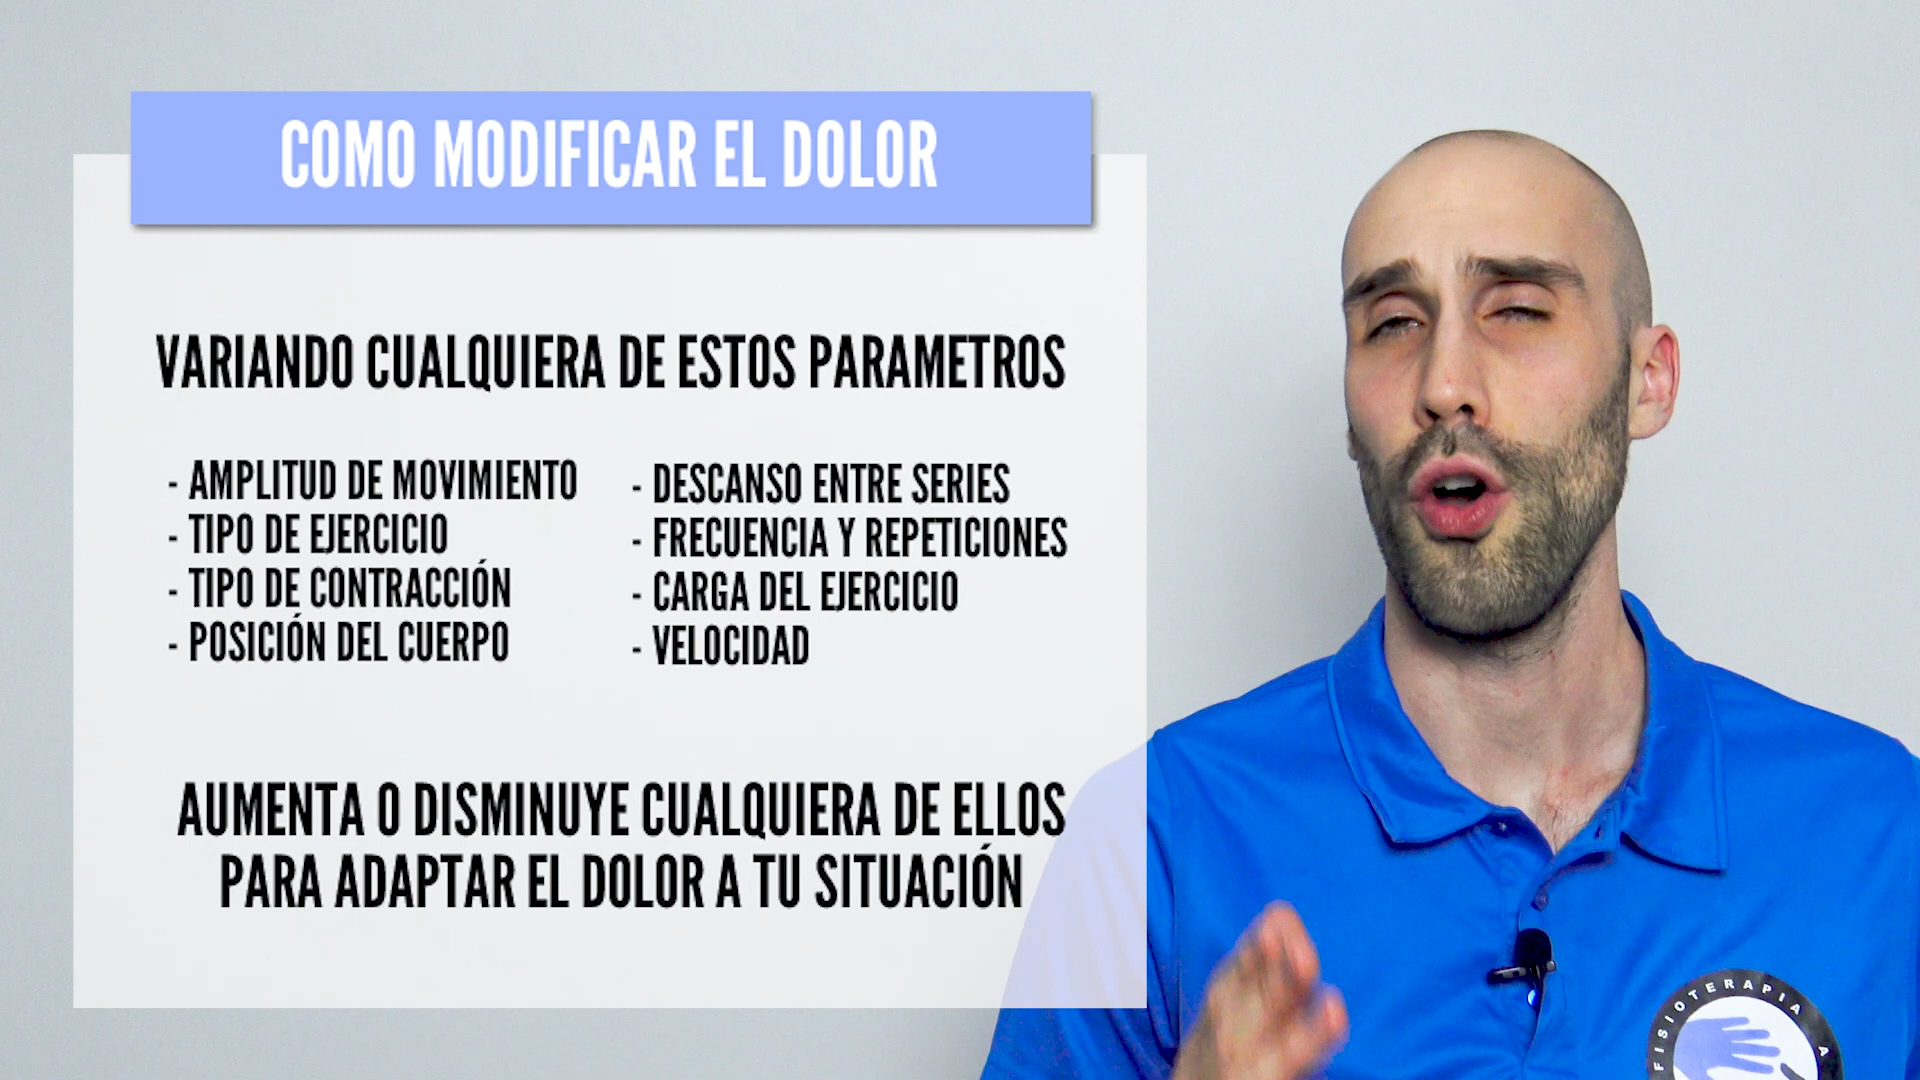 COMO MODIFICAR EL DOLOR
VARIANDO CUALQUIERA DE ESTOS PARAMETROS
- AMPLITUD DE MOVIMIENTO
- TIPO DE EJERCICIO
- TIPO DE CONTRACCIÓN
- POSICIÓN DEL CUERPO
- DESCANSO ENTRE SERIES
- FRECUENCIA Y REPETICIONES
- CARGA DEL EJERCICIO
- VELOCIDAD
AUMENTA O DISMINUYE CUALQUIERA DE ELLOS
PARA ADAPTAR EL DOLOR A TU SITUACIÓN
FISIOTERAPIA A